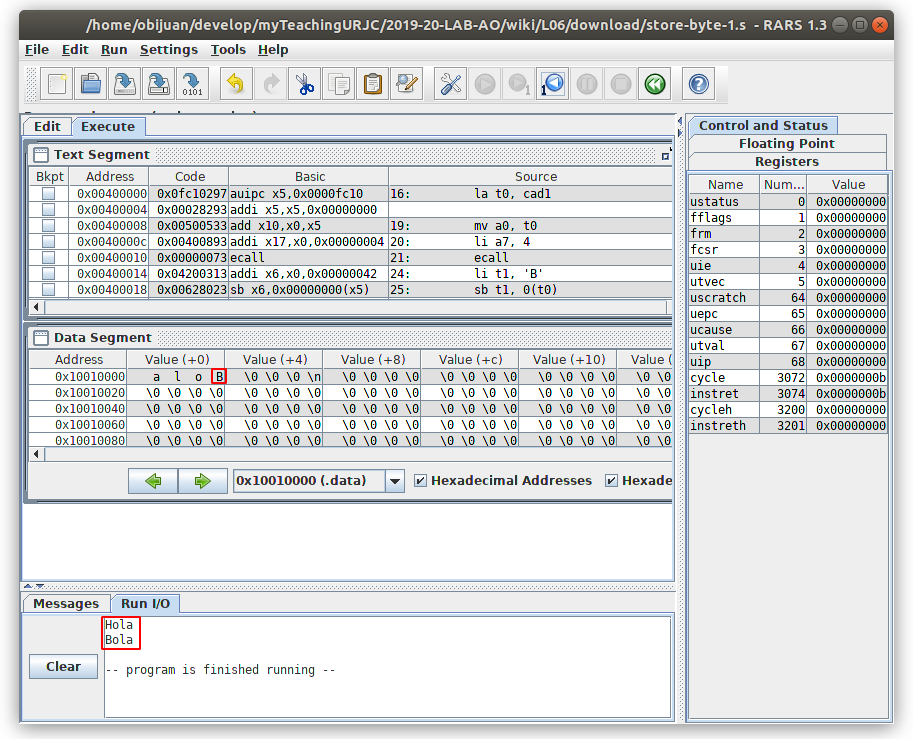 /home/obijuan/develop/myTeachingURJC/2019-20-LAB-AO/wiki/L06/download/store-byte-1.s - RARS 1.3
File Edit Run Settings Tools Help
Edit Execute
Text Segment
Bkpt Address Code Basic Source
0x00400000 0x0fc10297 auipc x5,0x0000fc10 16: la t0, cad1
0x00400004 0x00028293 addi x5,x5,0x00000000
0x00400008 0x00500533 add x10,x0,x5 19: mv a0, t0
0x0040000c 0x00400893 addi x17,x0,0x00000004 20: li a7, 4
0x00400010 0x00000073 ecall 21: ecall
0x00400014 0x04200313 addi x6,x0,0x00000042 24: li t1, 'B'
0x00400018 0x00628023 sb x6,0x00000000(x5) 25: sb t1, 0(t0)
Data Segment
Address Value (+0) Value (+4) Value (+8) Value (+c) Value (+10) Value (
0x10010000 a l o B \0 \0 \0 \n \0 \0 \0 \0 \0 \0 \0 \0 \0 \0 \0 \0
0x10010020 \0 \0 \0 \0 \0 \0 \0 \0 \0 \0 \0 \0 \0 \0 \0 \0 \0 \0 \0 \0
0x10010040 \0 \0 \0 \0 \0 \0 \0 \0 \0 \0 \0 \0 \0 \0 \0 \0 \0 \0 \0 \0
0x10010060 \0 \0 \0 \0 \0 \0 \0 \0 \0 \0 \0 \0 \0 \0 \0 \0 \0 \0 \0 \0
0x10010080 \0 \0 \0 \0 \0 \0 \0 \0 \0 \0 \0 \0 \0 \0 \0 \0 \0 \0 \0 \0
0x10010000 (.data) Hexadecimal Addresses Hexade
Messages Run I/O
Hola
Bola
Clear
-- program is finished running --
Control and Status
Floating Point
Registers
Name Num... Value
ustatus 0 0x00000000
fflags 1 0x00000000
frm 2 0x00000000
fcsr 3 0x00000000
uie 4 0x00000000
utvec 5 0x00000000
uscratch 64 0x00000000
uepc 65 0x00000000
ucause 66 0x00000000
utval 67 0x00000000
uip 68 0x00000000
cycle 3072 0x0000000b
instret 3074 0x0000000b
cycleh 3200 0x00000000
instreth 3201 0x00000000